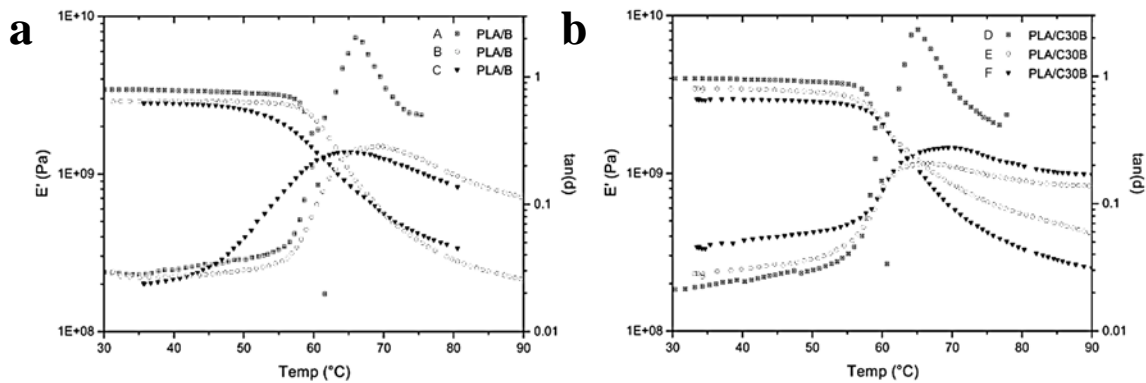 a
1E+10
1E+09
1E+08
E' (Pa)
A PLA/B
B PLA/B
C PLA/B
1
0.1
0.01
tan(d)
30 40 50 60 70 80 90
Temp (°C)
b
1E+10
1E+09
1E+08
E' (Pa)
D PLA/C30B
E PLA/C30B
F PLA/C30B
1
0.1
0.01
tan(d)
30 40 50 60 70 80 90
Temp (°C)